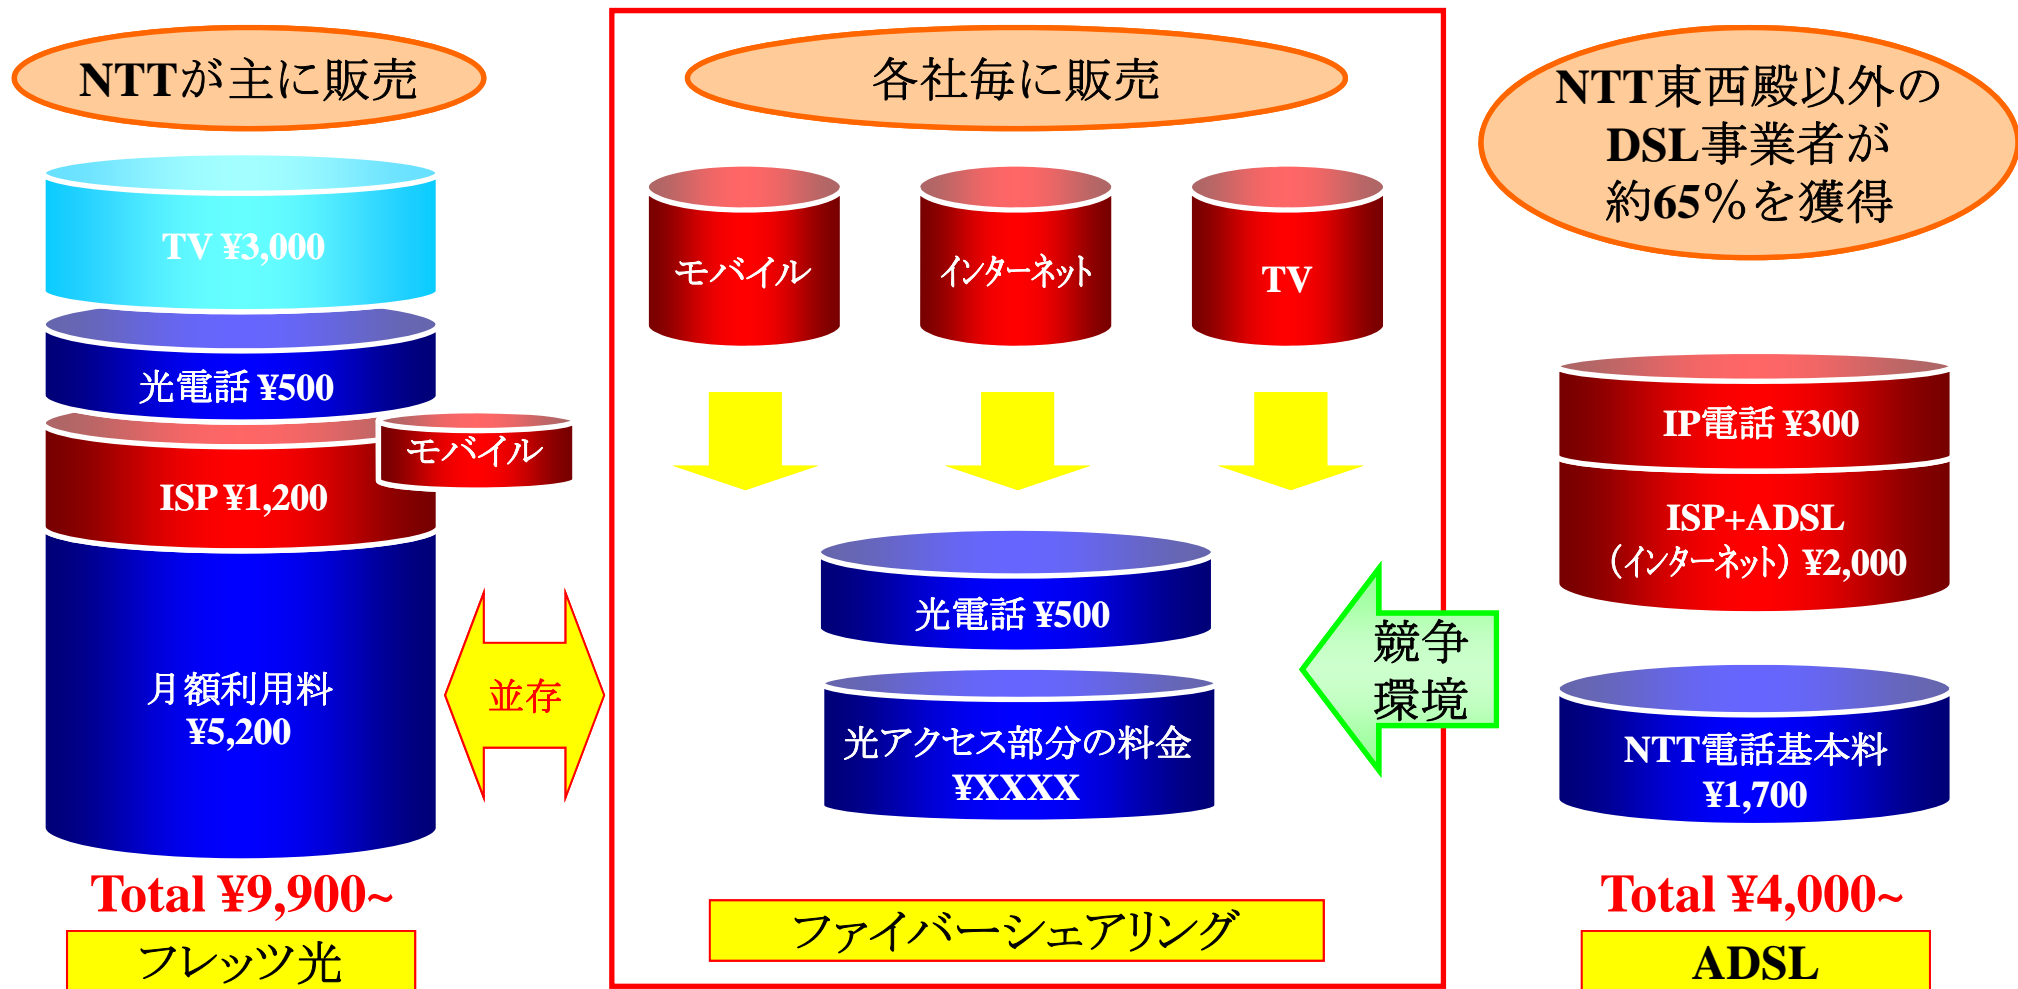 NTTが主に販売
TV ¥3,000
光電話 ¥500
モバイル
ISP ¥1,200
月額利用料
¥5,200
Total ¥9,900~
フレッツ光
並存
各社毎に販売
モバイル
インターネット
TV
光電話 ¥500
光アクセス部分の料金
¥XXXX
ファイバーシェアリング
競争
環境
NTT東西殿以外の
DSL事業者が
約65%を獲得
IP電話 ¥300
ISP+ADSL
（インターネット） ¥2,000
NTT電話基本料
¥1,700
Total ¥4,000~
ADSL